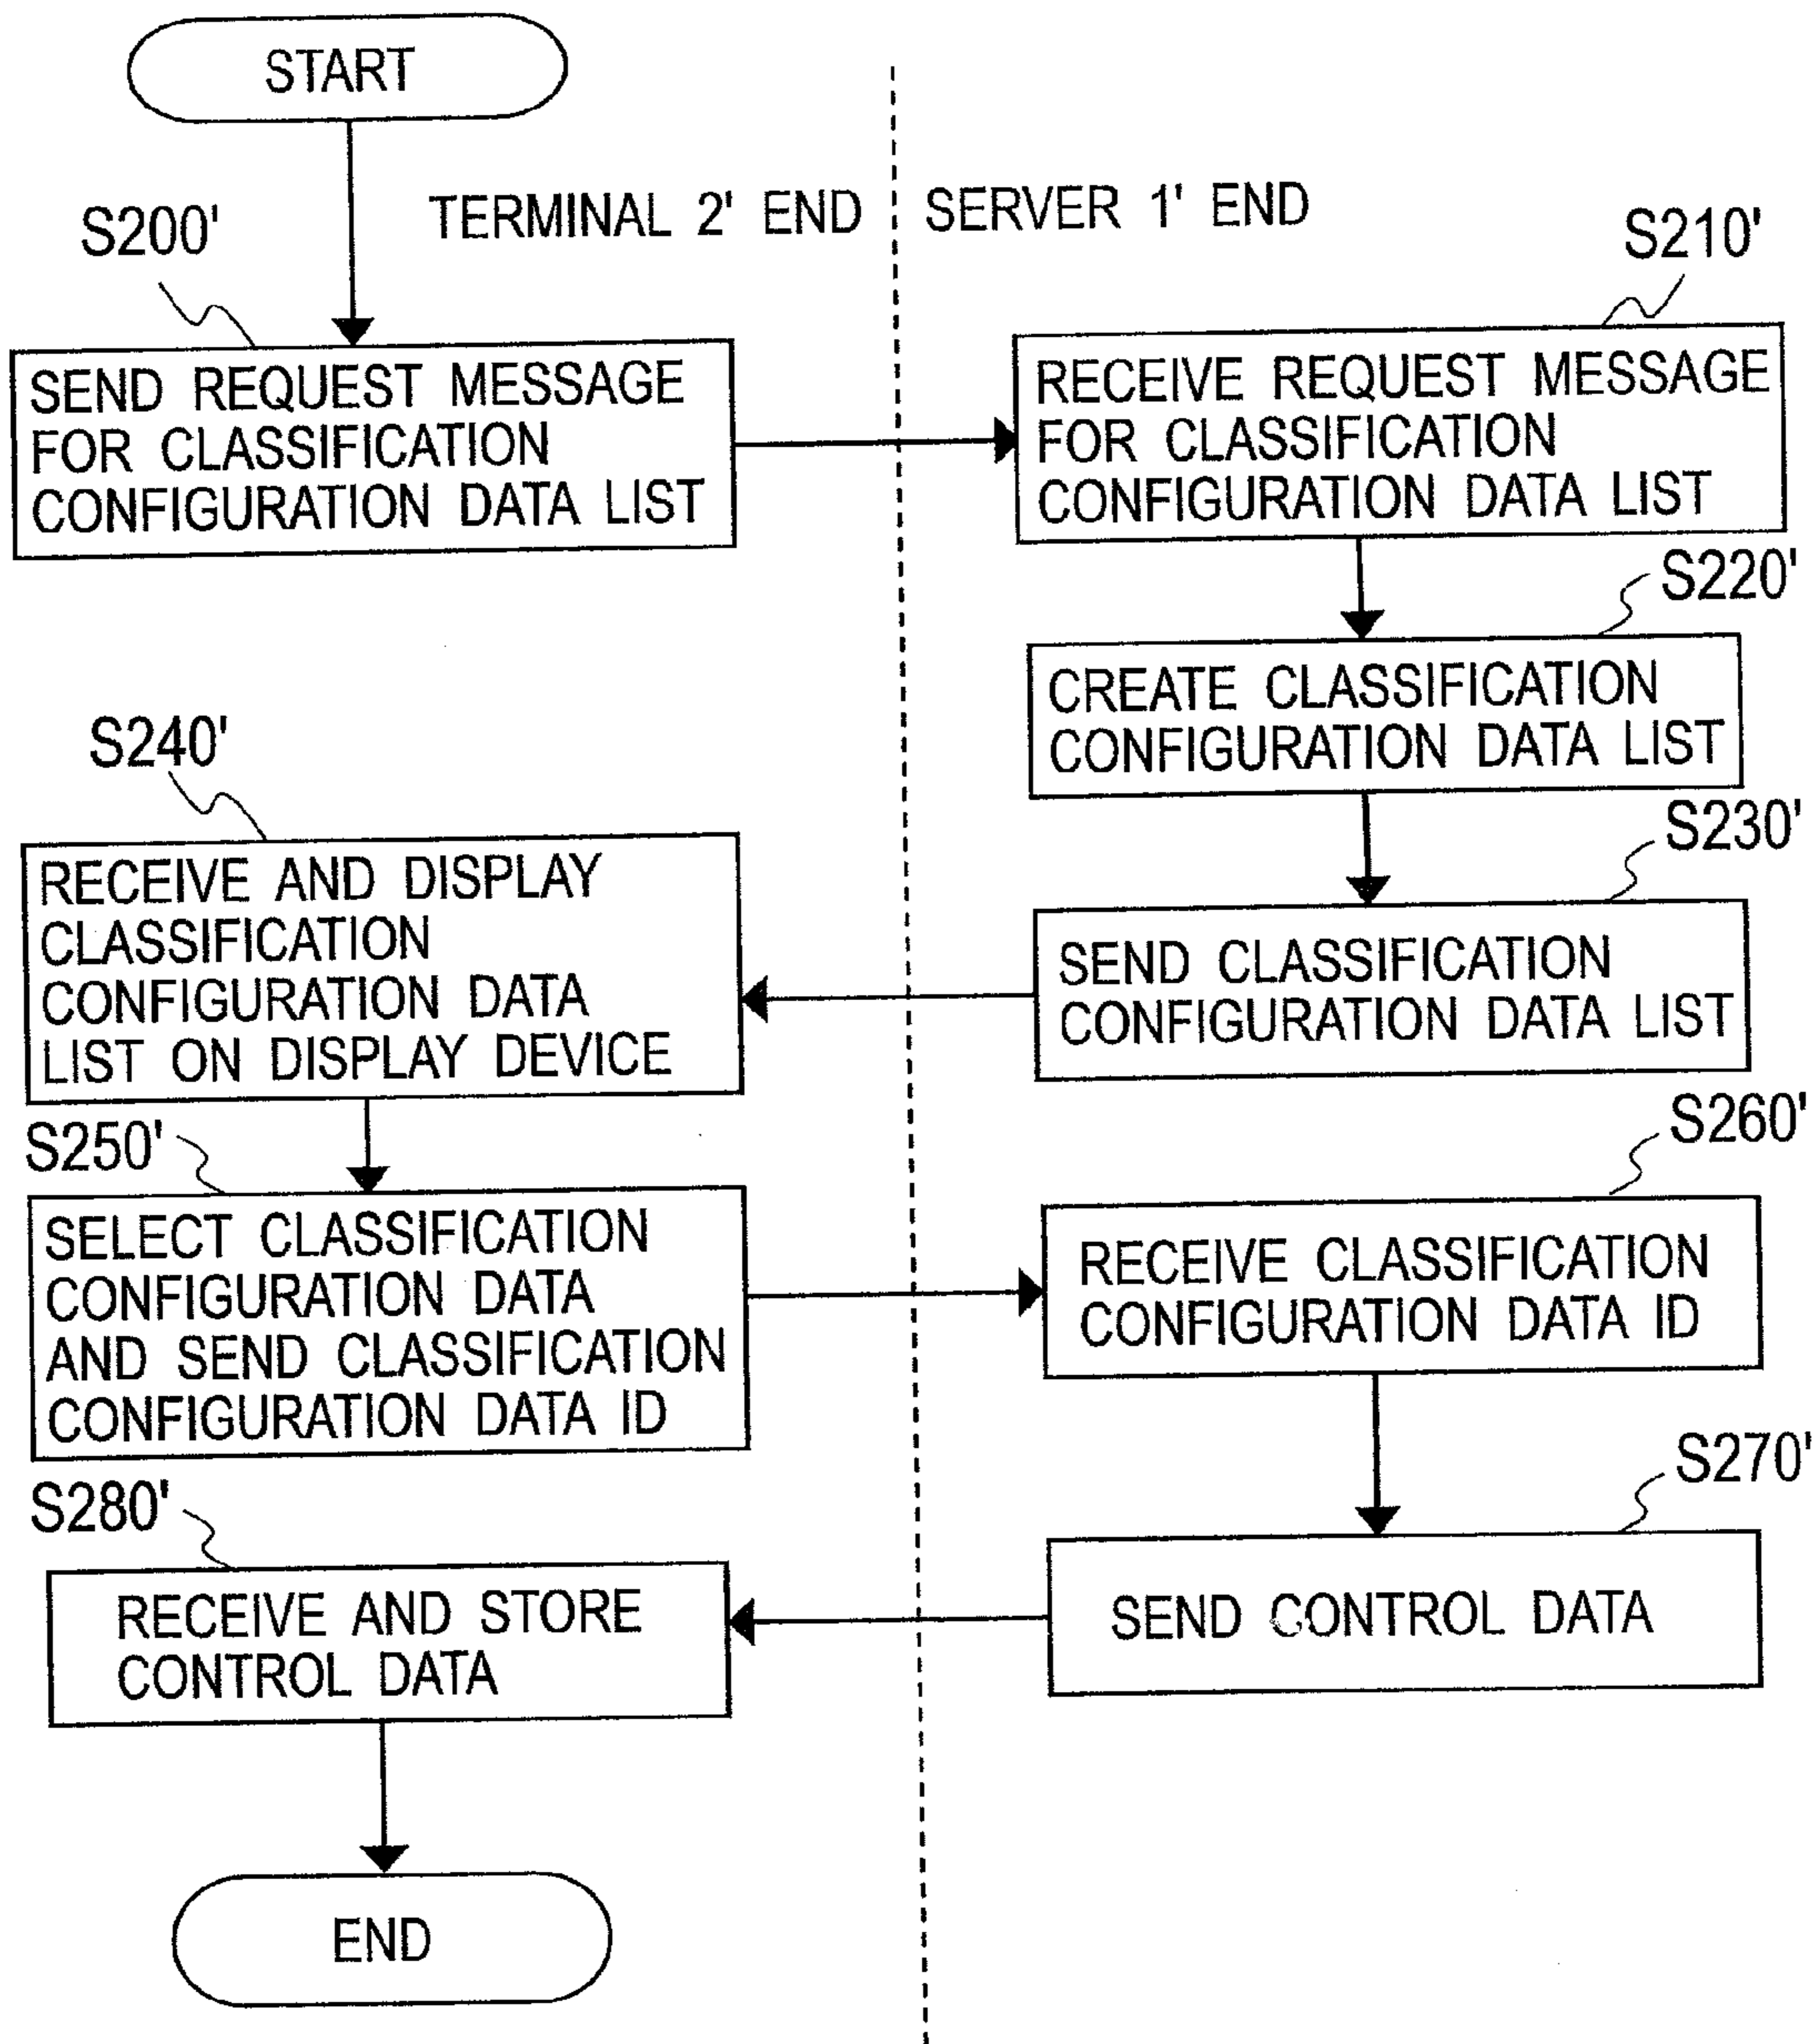 START
TERMINAL 2' END
SERVER 1' END
S200'
SEND REQUEST MESSAGE
FOR CLASSIFICATION
CONFIGURATION DATA LIST
S210'
RECEIVE REQUEST MESSAGE
FOR CLASSIFICATION
CONFIGURATION DATA LIST
S220'
CREATE CLASSIFICATION
CONFIGURATION DATA LIST
S230'
SEND CLASSIFICATION
CONFIGURATION DATA LIST
S240'
RECEIVE AND DISPLAY
CLASSIFICATION
CONFIGURATION DATA
LIST ON DISPLAY DEVICE
S250'
SELECT CLASSIFICATION
CONFIGURATION DATA
AND SEND CLASSIFICATION
CONFIGURATION DATA ID
S260'
RECEIVE CLASSIFICATION
CONFIGURATION DATA ID
S270'
SEND CONTROL DATA
S280'
RECEIVE AND STORE
CONTROL DATA
END